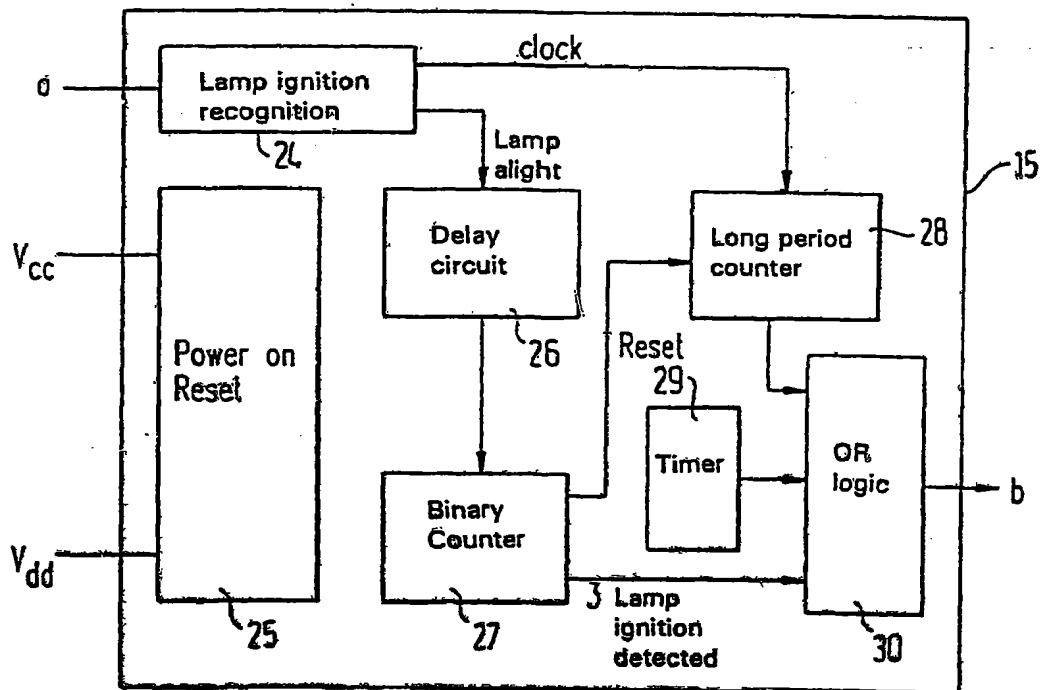 clock
a
Lamp ignition
recognition
24
Lamp
alight
15
Vcc
Delay
circuit
26
Long period
counter
28
Power on
Reset
Reset
29
Timer
OR
logic
b
Binary
Counter
27
Vdd
25
3 Lamp
ignition
detected
30